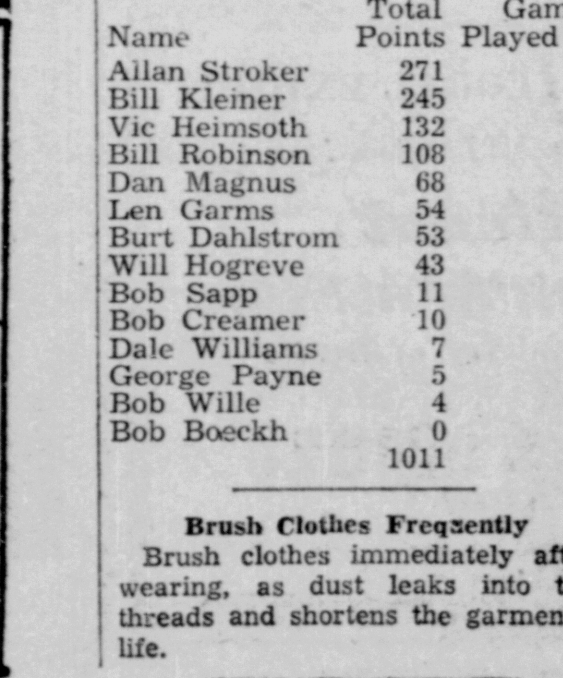 Total
Name Points Played
Allan Stroker 271
Bill Kleiner 245
Vic Heimsoth 132
Bill Robinson 108
Dan Magnus 68
Len Garms 54
Burt Dahlstrom 53
Will Hogreve 43
Bob Sapp 11
Bob Creamer 10
Dale Williams 7
George Payne 5
Bob Wille 4
Bob Boeckh 0
1011
Brush Clothes Freqsently
Brush clothes immediately
wearing, as dust leaks into
threads and shortens the
life.